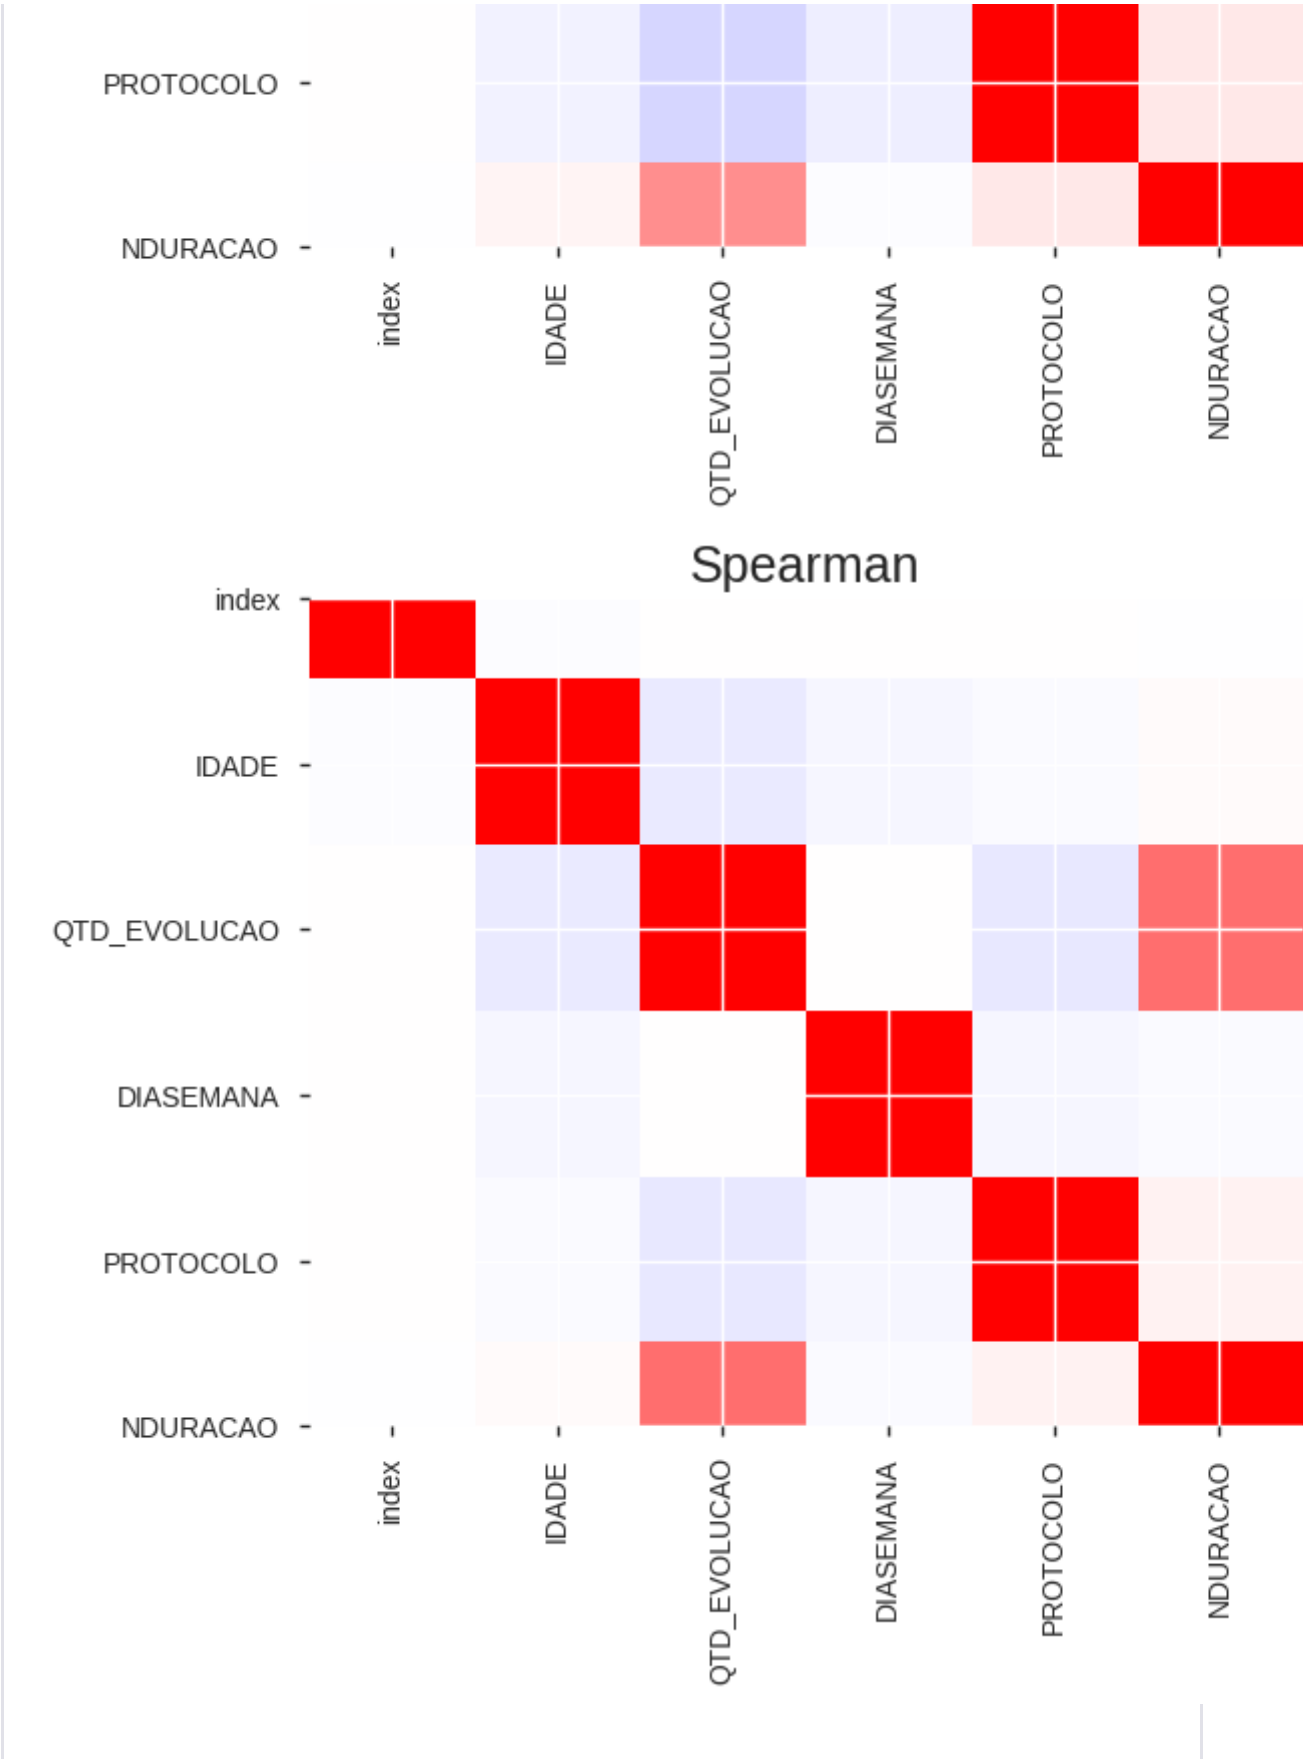 PROTOCOLO
NDURACAO
index
IDADE
QTD_EVOLUCAO
DIASEMANA
PROTOCOLO
NDURACAO
Spearman
index
IDADE
QTD_EVOLUCAO
DIASEMANA
PROTOCOLO
NDURACAO
index
IDADE
QTD_EVOLUCAO
DIASEMANA
PROTOCOLO
NDURACAO